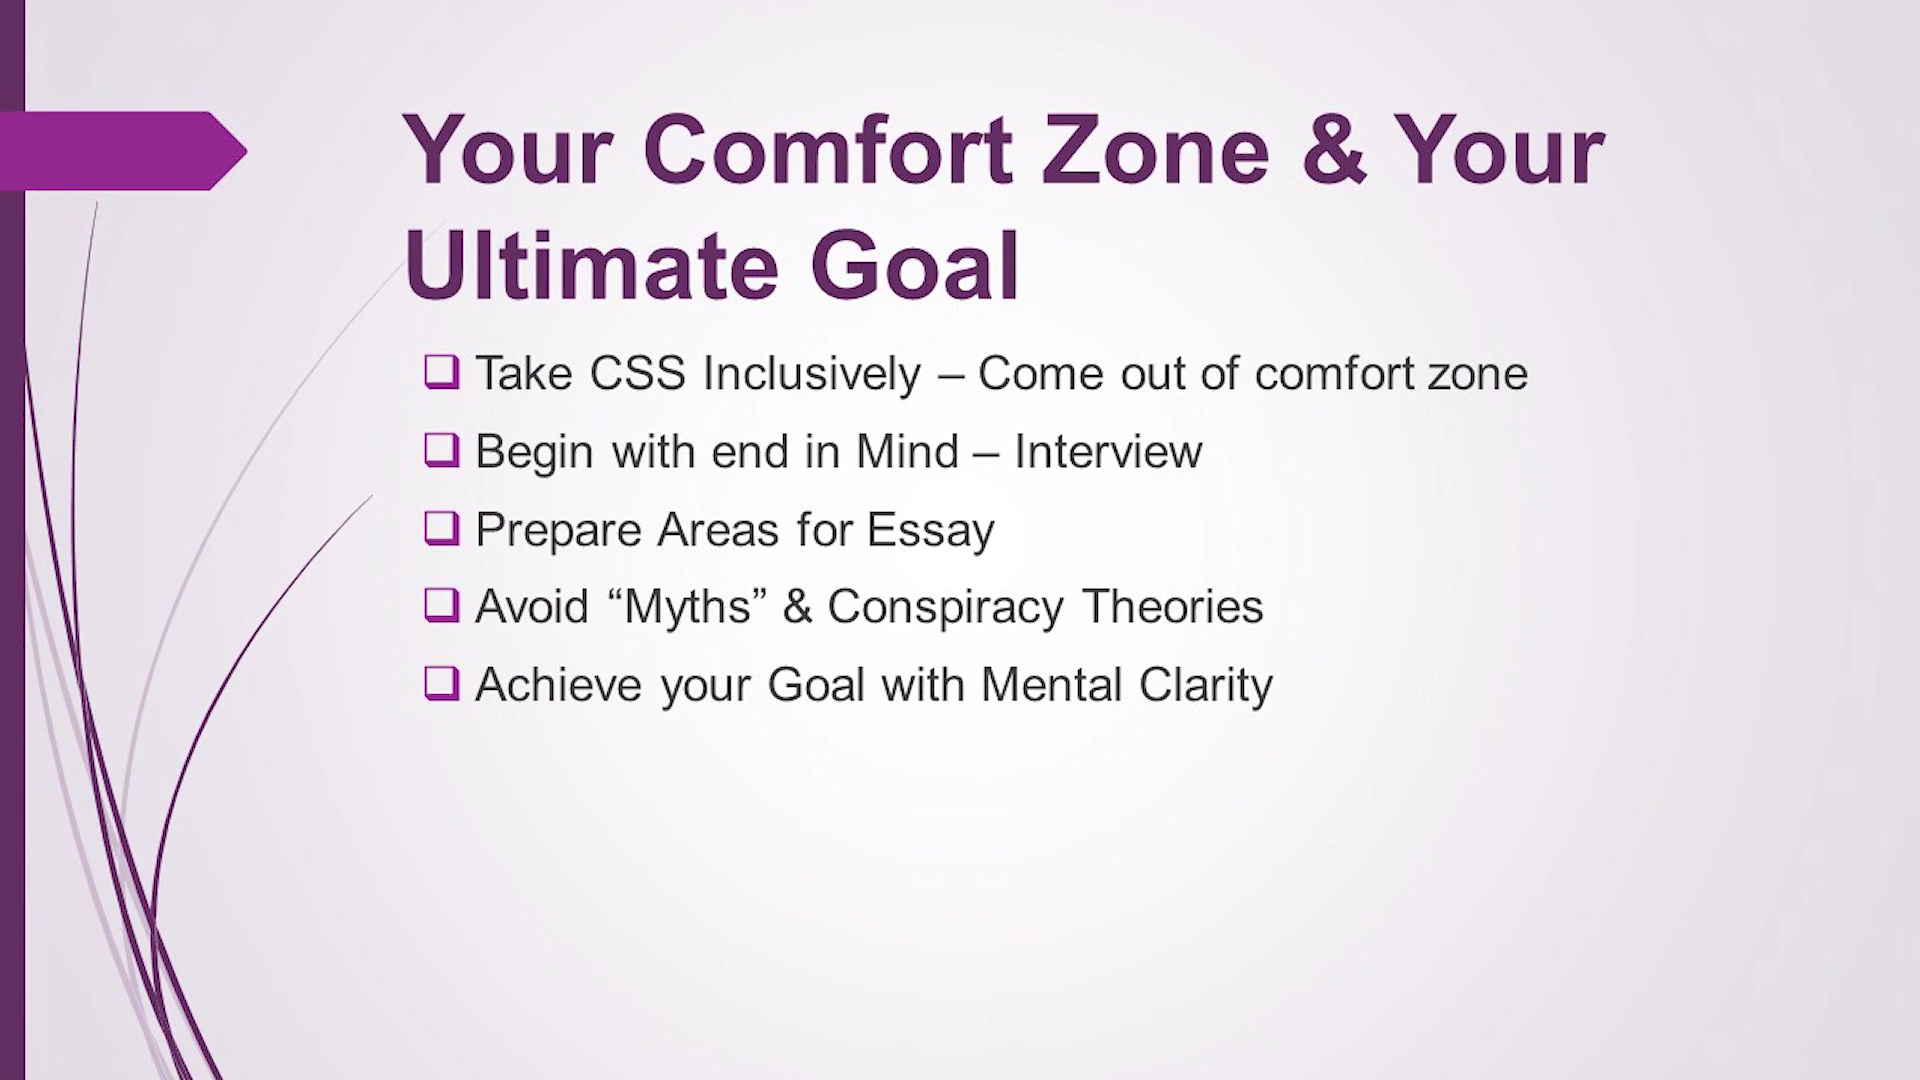 Your Comfort Zone & Your
Ultimate Goal
Take CSS Inclusively – Come out of comfort zone
Begin with end in Mind – Interview
Prepare Areas for Essay
Avoid “Myths” & Conspiracy Theories
Achieve your Goal with Mental Clarity